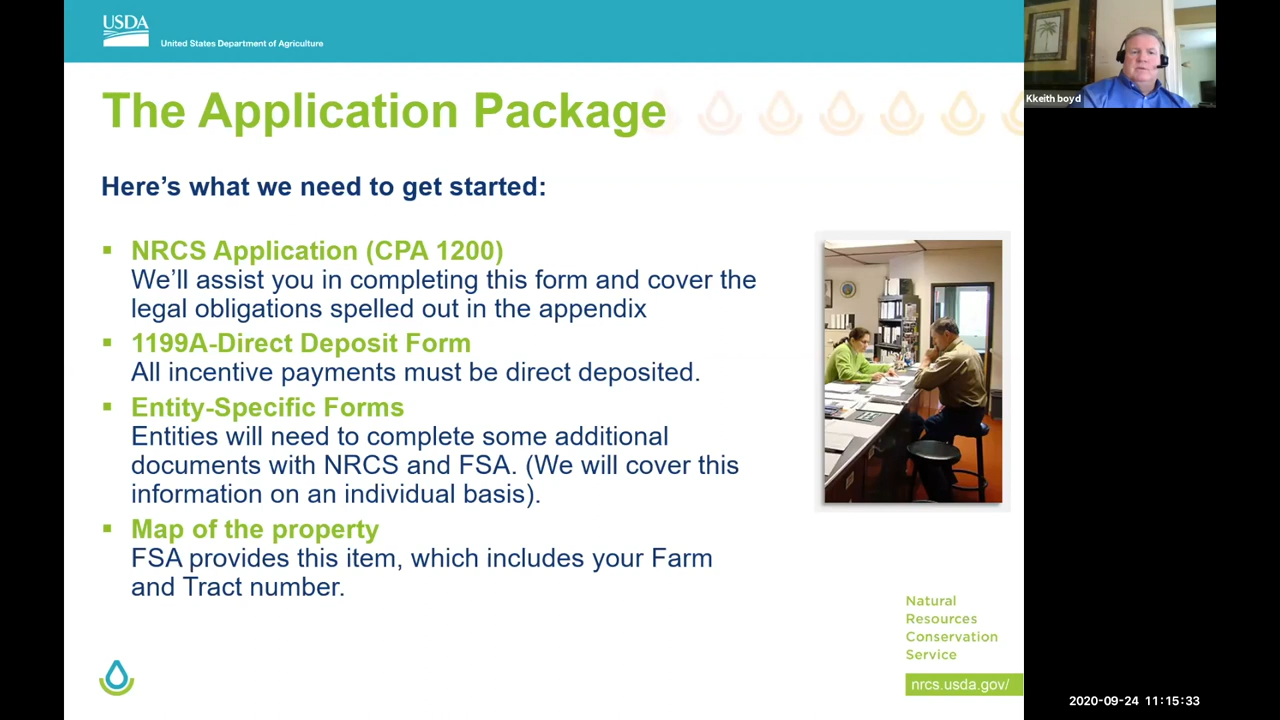 USDA
United States Department of Agriculture
The Application Package
Here's what we need to get started:
▪ NRCS Application (CPA 1200)
We'll assist you in completing this form and cover the
legal obligations spelled out in the appendix
▪ 1199A-Direct Deposit Form
All incentive payments must be direct deposited.
▪ Entity-Specific Forms
Entities will need to complete some additional
documents with NRCS and FSA. (We will cover this
information on an individual basis).
▪ Map of the property
FSA provides this item, which includes your Farm
and Tract number.
Natural
Resources
Conservation
Service
nrcs.usda.gov/
Kkeith boyd
2020-09-24 11:15:33